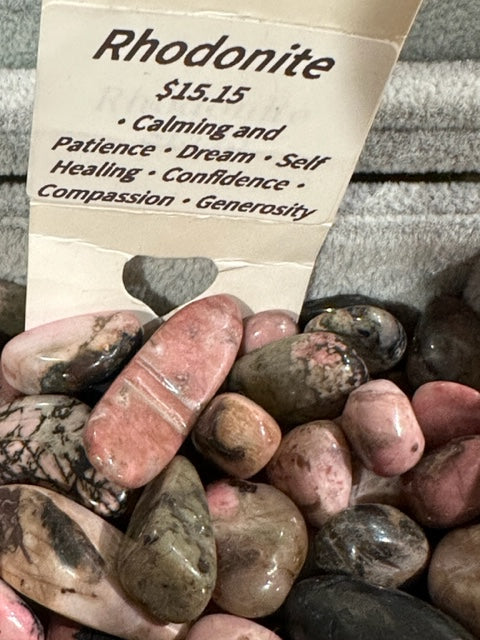 Rhodonite
$15.15
• Calming and
Patience • Dream • Self
Healing • Confidence •
Compassion • Generosity